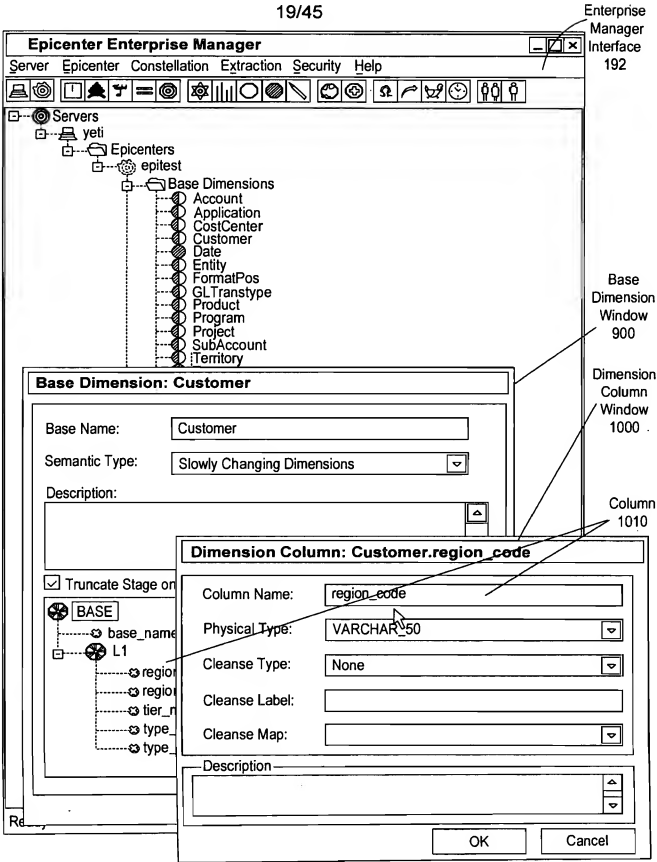 19/45
Enterprise
Manager
Interface
192
Epicenter Enterprise Manager
Server Epicenter Constellation Extraction Security Help
Servers
yeti
Epicenters
epitest
Base Dimensions
Account
Application
CostCenter
Customer
Date
Entity
FormatPos
GLTranstype
Product
Program
Project
SubAccount
Territory
Base
Dimension
Window
900
Base Dimension: Customer
Dimension
Column
Window
1000
Base Name: Customer
Semantic Type: Slowly Changing Dimensions
Description:
Column
1010
Dimension Column: Customer.region_code
Truncate Stage on
BASE
base_name
L1
region
region
tier_n
type_
type_
Column Name: region_code
Physical Type: VARCHAR_50
Cleanse Type: None
Cleanse Label:
Cleanse Map:
Description
OK Cancel